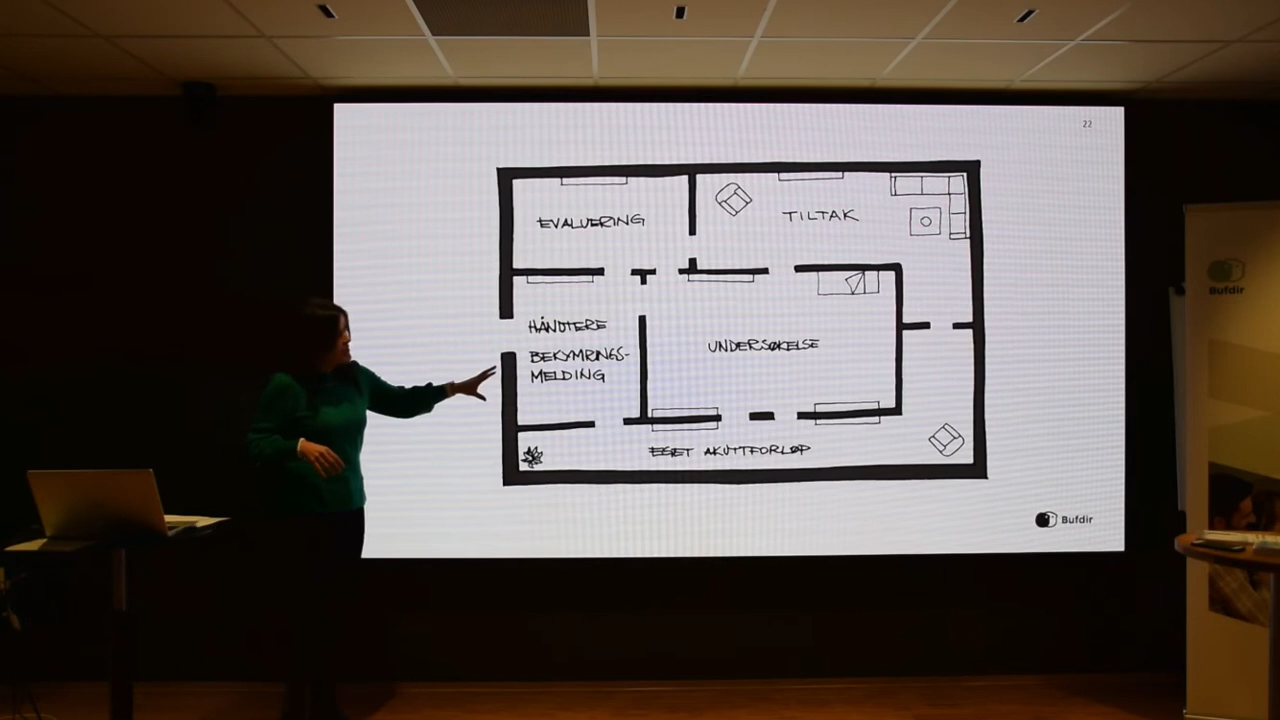 22
EVALUERING
TILTAK
HÅNDTERE
BEKYMRINGS-
MELDING
UNDERSØKELSE
EGET AKUTTFORLØP
Bufdir
Bufdir